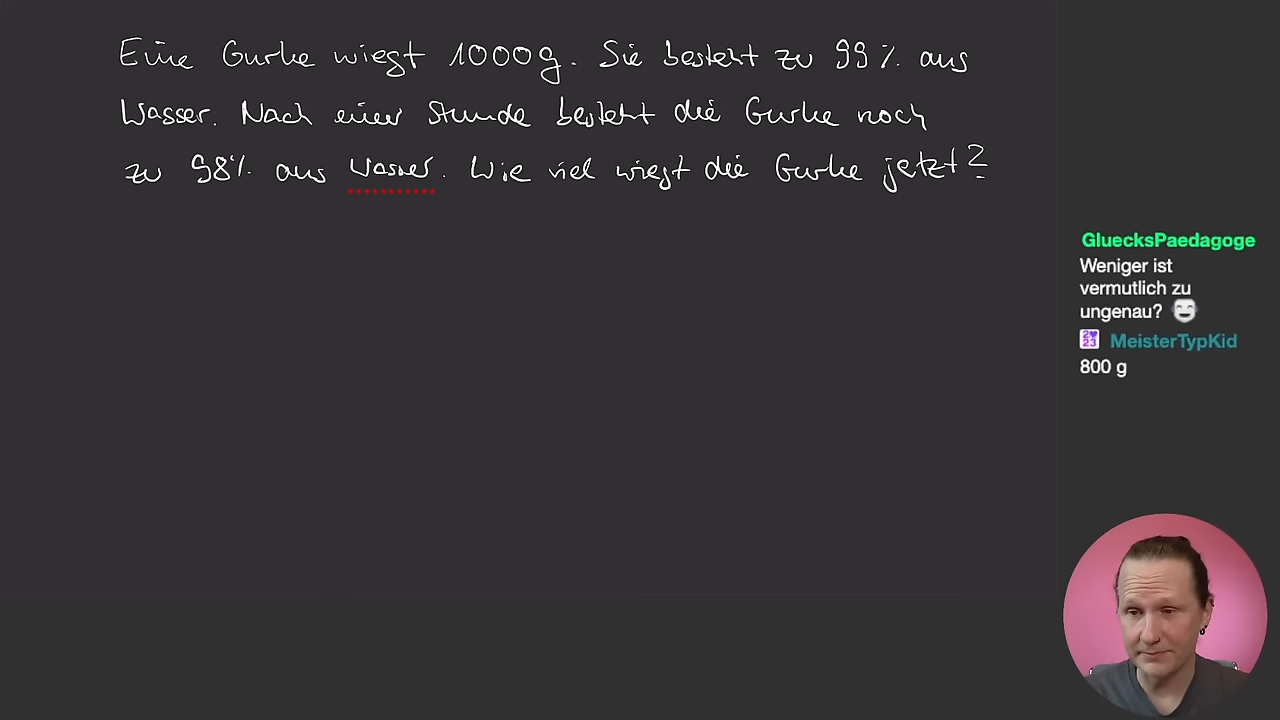 Eine Gurke wiegt 1000g. Sie besteht zu 99% aus
Wasser. Nach einer Stunde besteht die Gurke noch
zu 98% aus Wasser. Wie viel wiegt die Gurke jetzt?
GluecksPaedagoge
Weniger ist
vermutlich zu
ungenau?
2023 MeisterTypKid
800 g